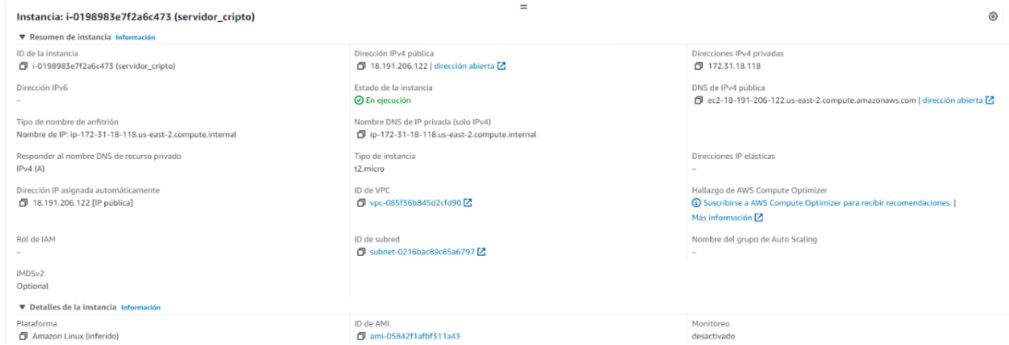 Instancia: i-0198983e7f2a6c473 (servidor_cripto)
▼ Resumen de instancia Información
ID de la instancia
i-0198983e7f2a6c473 (servidor_cripto)
Dirección IPv4 pública
18.191.206.122 | dirección abierta
Direcciones IPv4 privadas
172.31.18.118
Dirección IPv6
–
Estado de la instancia
En ejecución
DNS de IPv4 pública
ec2-18-191-206-122.us-east-2.compute.amazonaws.com | dirección abierta
Tipo de nombre de anfitrión
Nombre de IP: ip-172-31-18-118.us-east-2.compute.internal
Nombre DNS de IP privada (solo IPv4)
ip-172-31-18-118.us-east-2.compute.internal
Responder al nombre DNS de recurso privado
IPv4 (A)
Tipo de instancia
t2.micro
Direcciones IP elásticas
–
Dirección IP asignada automáticamente
18.191.206.122 [IP pública]
ID de VPC
vpc-085f36b845d2cfd90
Hallazgo de AWS Compute Optimizer
Suscribirse a AWS Compute Optimizer para recibir recomendaciones. |
Más información
Rol de IAM
–
ID de subred
subnet-0216bac89c65a6797
Nombre del grupo de Auto Scaling
–
IMDSv2
Optional
▼ Detalles de la instancia Información
Plataforma
Amazon Linux (inferido)
ID de AMI
ami-05842f1afbf311a43
Monitoreo
desactivado